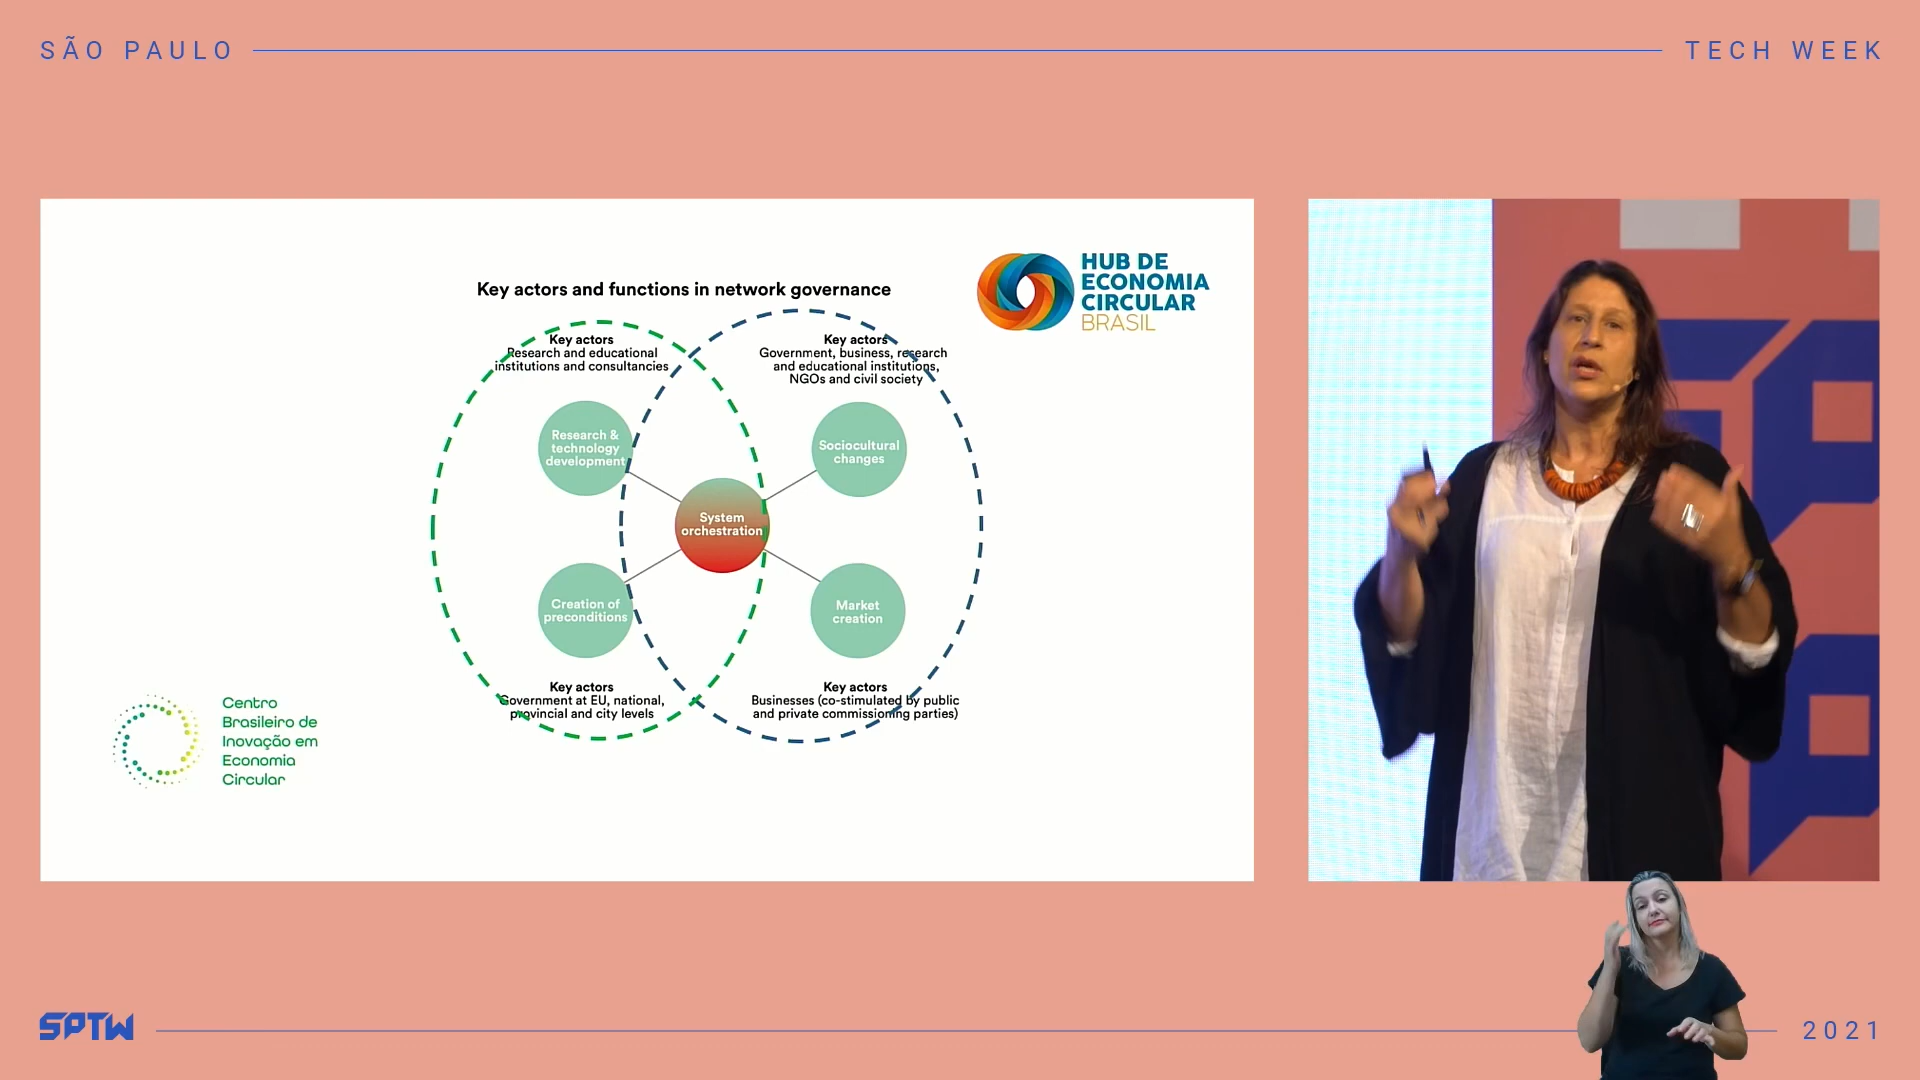 SÃO PAULO
TECH WEEK
HUB DE
ECONOMIA
CIRCULAR
BRASIL
Key actors and functions in network governance
Key actors
Research and educational
institutions and consultancies
Key actors
Government, business, research
and educational institutions,
NGOs and civil society
Research &
technology
development
Sociocultural
changes
System
orchestration
Creation of
preconditions
Market
creation
Key actors
Government at EU, national,
provincial and city levels
Key actors
Businesses (co-stimulated by public
and private commissioning parties)
Centro
Brasileiro de
Inovação em
Economia
Circular
SPTW
2021